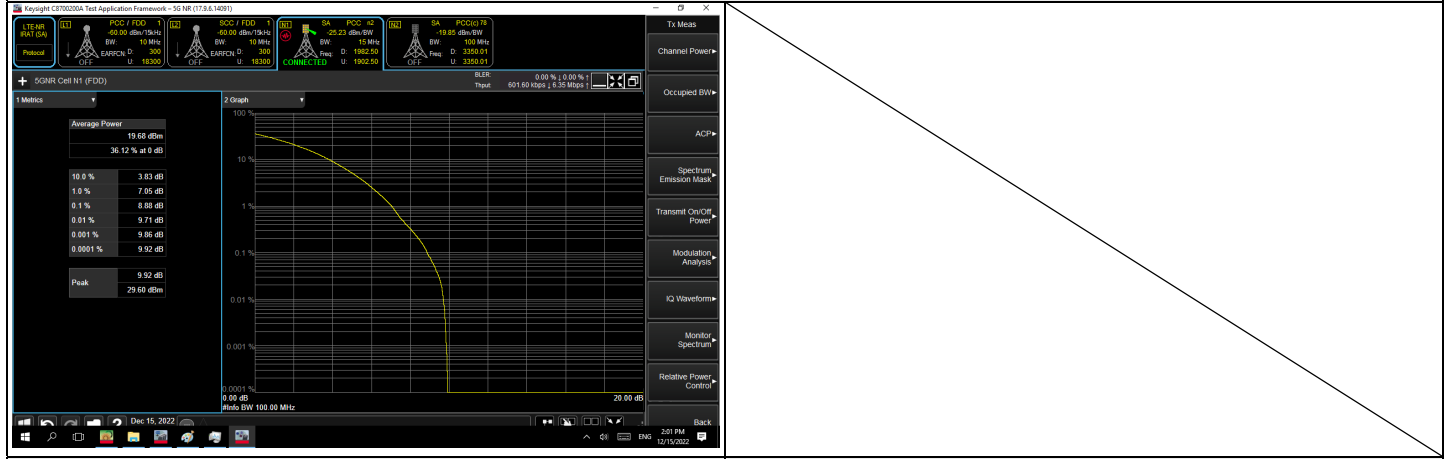 Keysight C8700200A Test Application Framework - 5G NR (17.9.6.14091)
LTE-NR
IRAT (SA)
Protocol
L1 PCC / FDD 1
-60.00 dBm/15kHz
BW: 10 MHz
EARFCN: D: 300
OFF U: 18300
L2 SCC / FDD 1
-60.00 dBm/15kHz
BW: 10 MHz
EARFCN: D: 300
OFF U: 18300
N1 SA PCC n2
-25.23 dBm/BW
BW: 15 MHz
Freq: D: 1982.50
CONNECTED U: 1902.50
N2 SA PCC(c) 78
-19.85 dBm/BW
BW: 100 MHz
Freq: D: 3350.01
OFF U: 3350.01
5GNR Cell N1 (FDD)
BLER: 0.00 % ↓ 0.00 % ↑
Thput: 601.60 kbps ↓ 6.35 Mbps ↑
1 Metrics
Average Power
19.68 dBm
36.12 % at 0 dB
10.0 % 3.83 dB
1.0 % 7.05 dB
0.1 % 8.88 dB
0.01 % 9.71 dB
0.001 % 9.86 dB
0.0001 % 9.92 dB
Peak 9.92 dB
29.60 dBm
2 Graph
100 %
10 %
1 %
0.1 %
0.01 %
0.001 %
0.0001 %
0.00 dB 20.00 dB
#Info BW 100.00 MHz
Tx Meas
Channel Power
Occupied BW
ACP
Spectrum
Emission Mask
Transmit On/Off
Power
Modulation
Analysis
IQ Waveform
Monitor
Spectrum
Relative Power
Control
Back
Dec 15, 2022
ENG
2:01 PM
12/15/2022